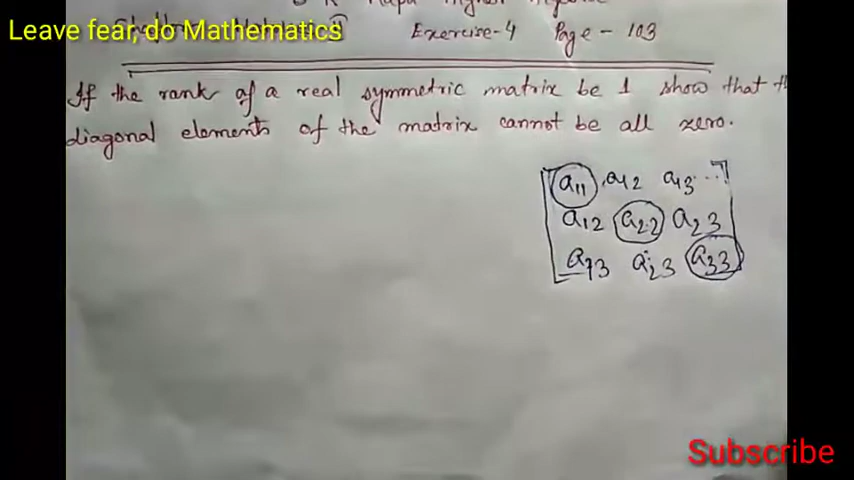 Leave fear, do Mathematics
Exercise-4 Page - 103
If the rank of a real symmetric matrix be 1 show that
diagonal elements of the matrix cannot be all zero.
a11 a12 a13 ...
a12 a22 a23
a13 a23 a33
Subscribe